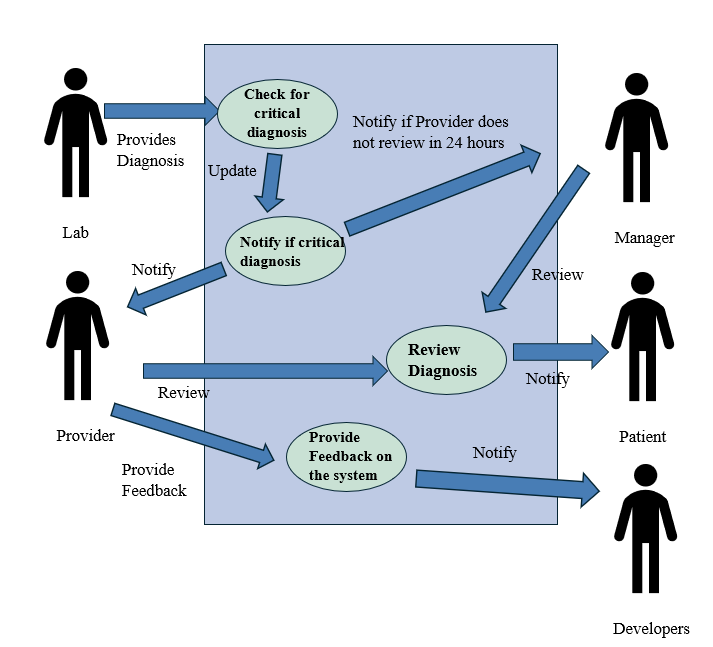 Check for
critical
diagnosis
Notify if Provider does
not review in 24 hours
Provides
Diagnosis
Update
Lab
Manager
Notify if critical
diagnosis
Notify
Review
Review
Diagnosis
Notify
Review
Provider
Patient
Provide
Feedback on
the system
Notify
Provide
Feedback
Developers